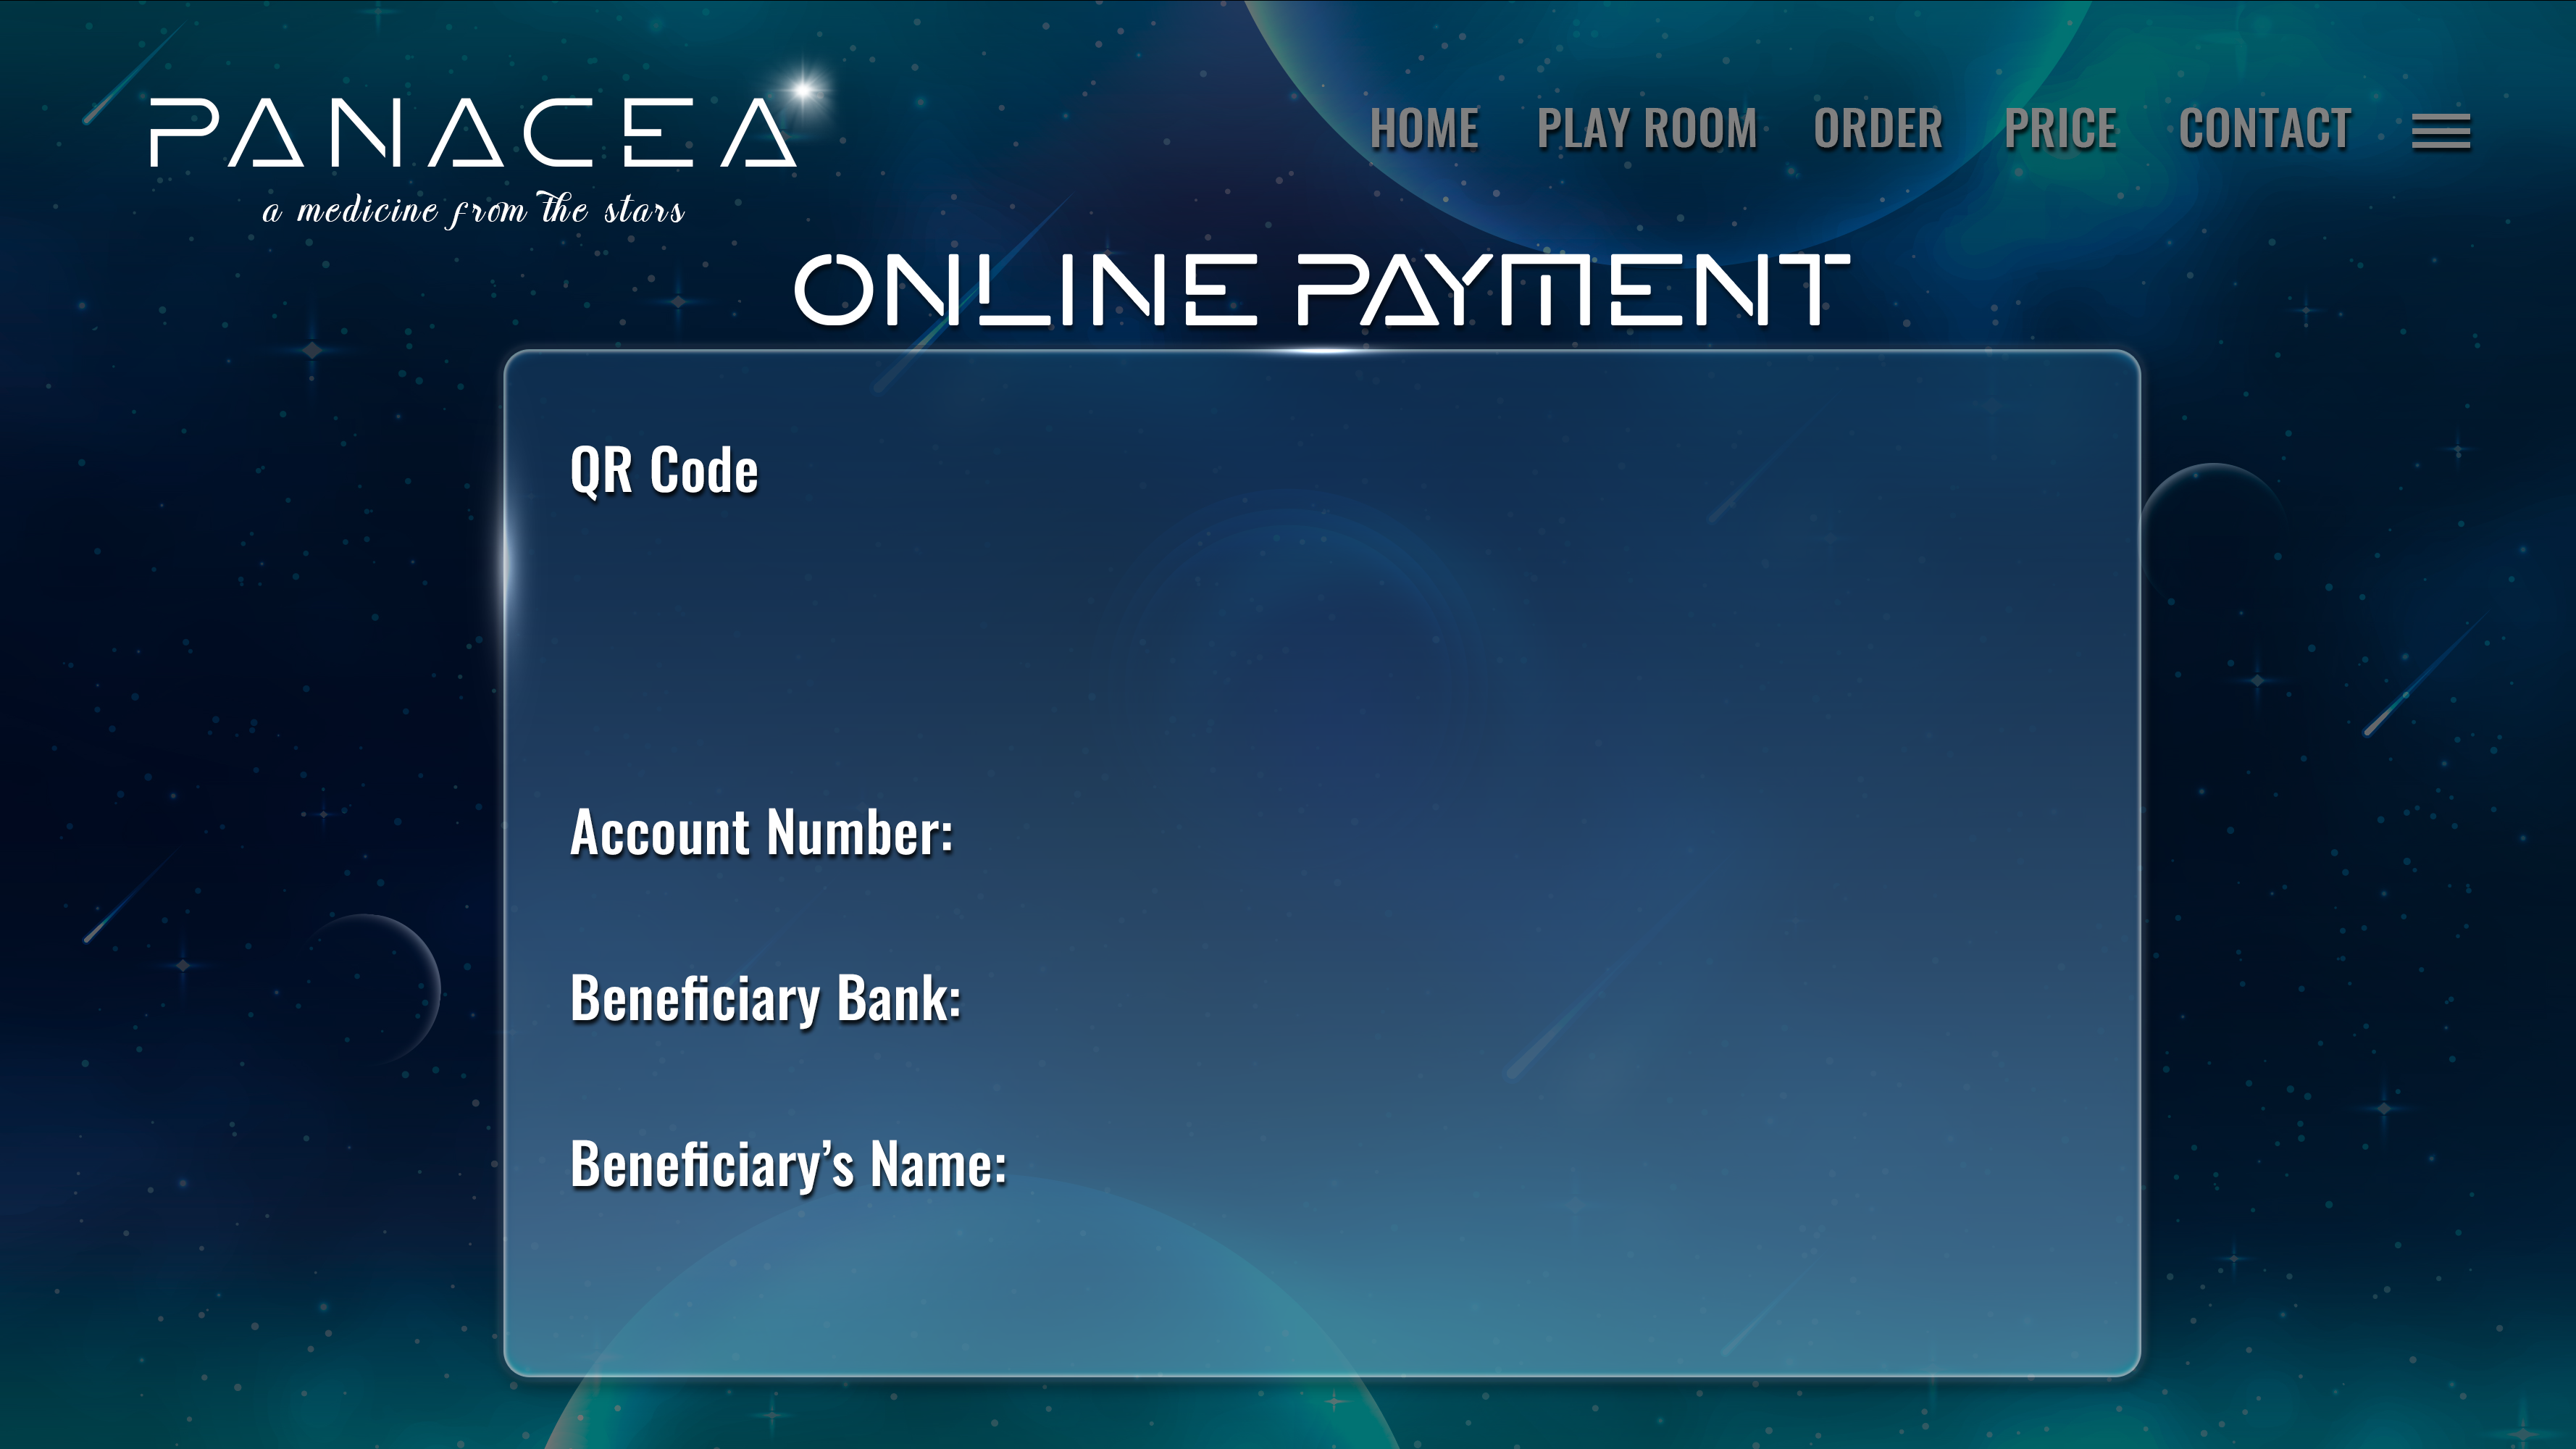 PANACEA
a medicine from the stars
HOME PLAY ROOM ORDER PRICE CONTACT
ONLINE PAYMENT
QR Code
Account Number:
Beneficiary Bank:
Beneficiary’s Name: